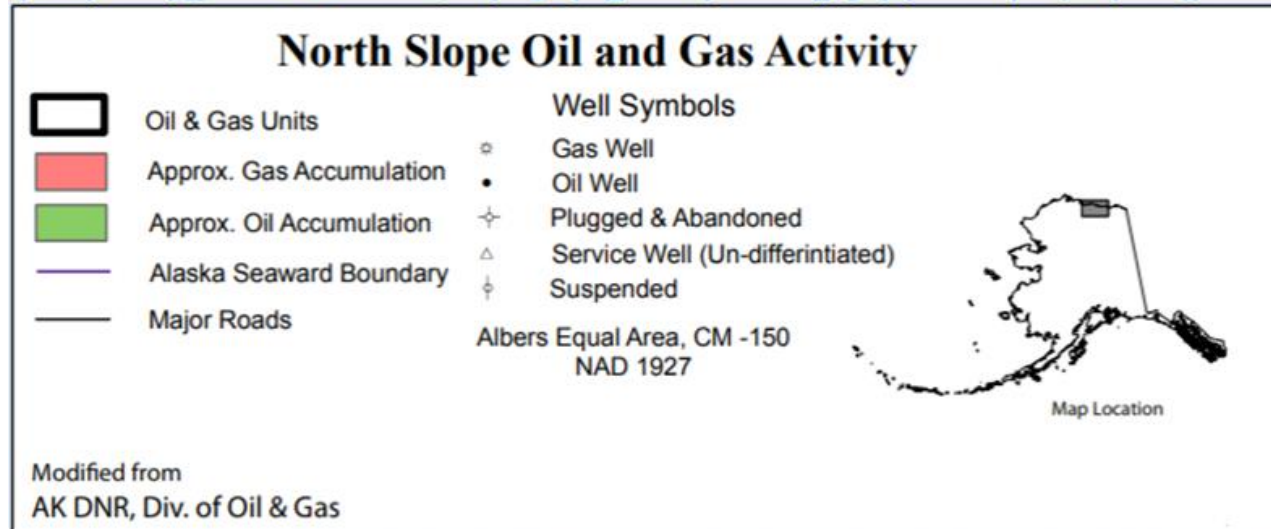 North Slope Oil and Gas Activity
Oil & Gas Units
Approx. Gas Accumulation
Approx. Oil Accumulation
Alaska Seaward Boundary
Major Roads
Well Symbols
Gas Well
Oil Well
Plugged & Abandoned
Service Well (Un-differintiated)
Suspended
Albers Equal Area, CM -150
NAD 1927
Map Location
Modified from
AK DNR, Div. of Oil & Gas